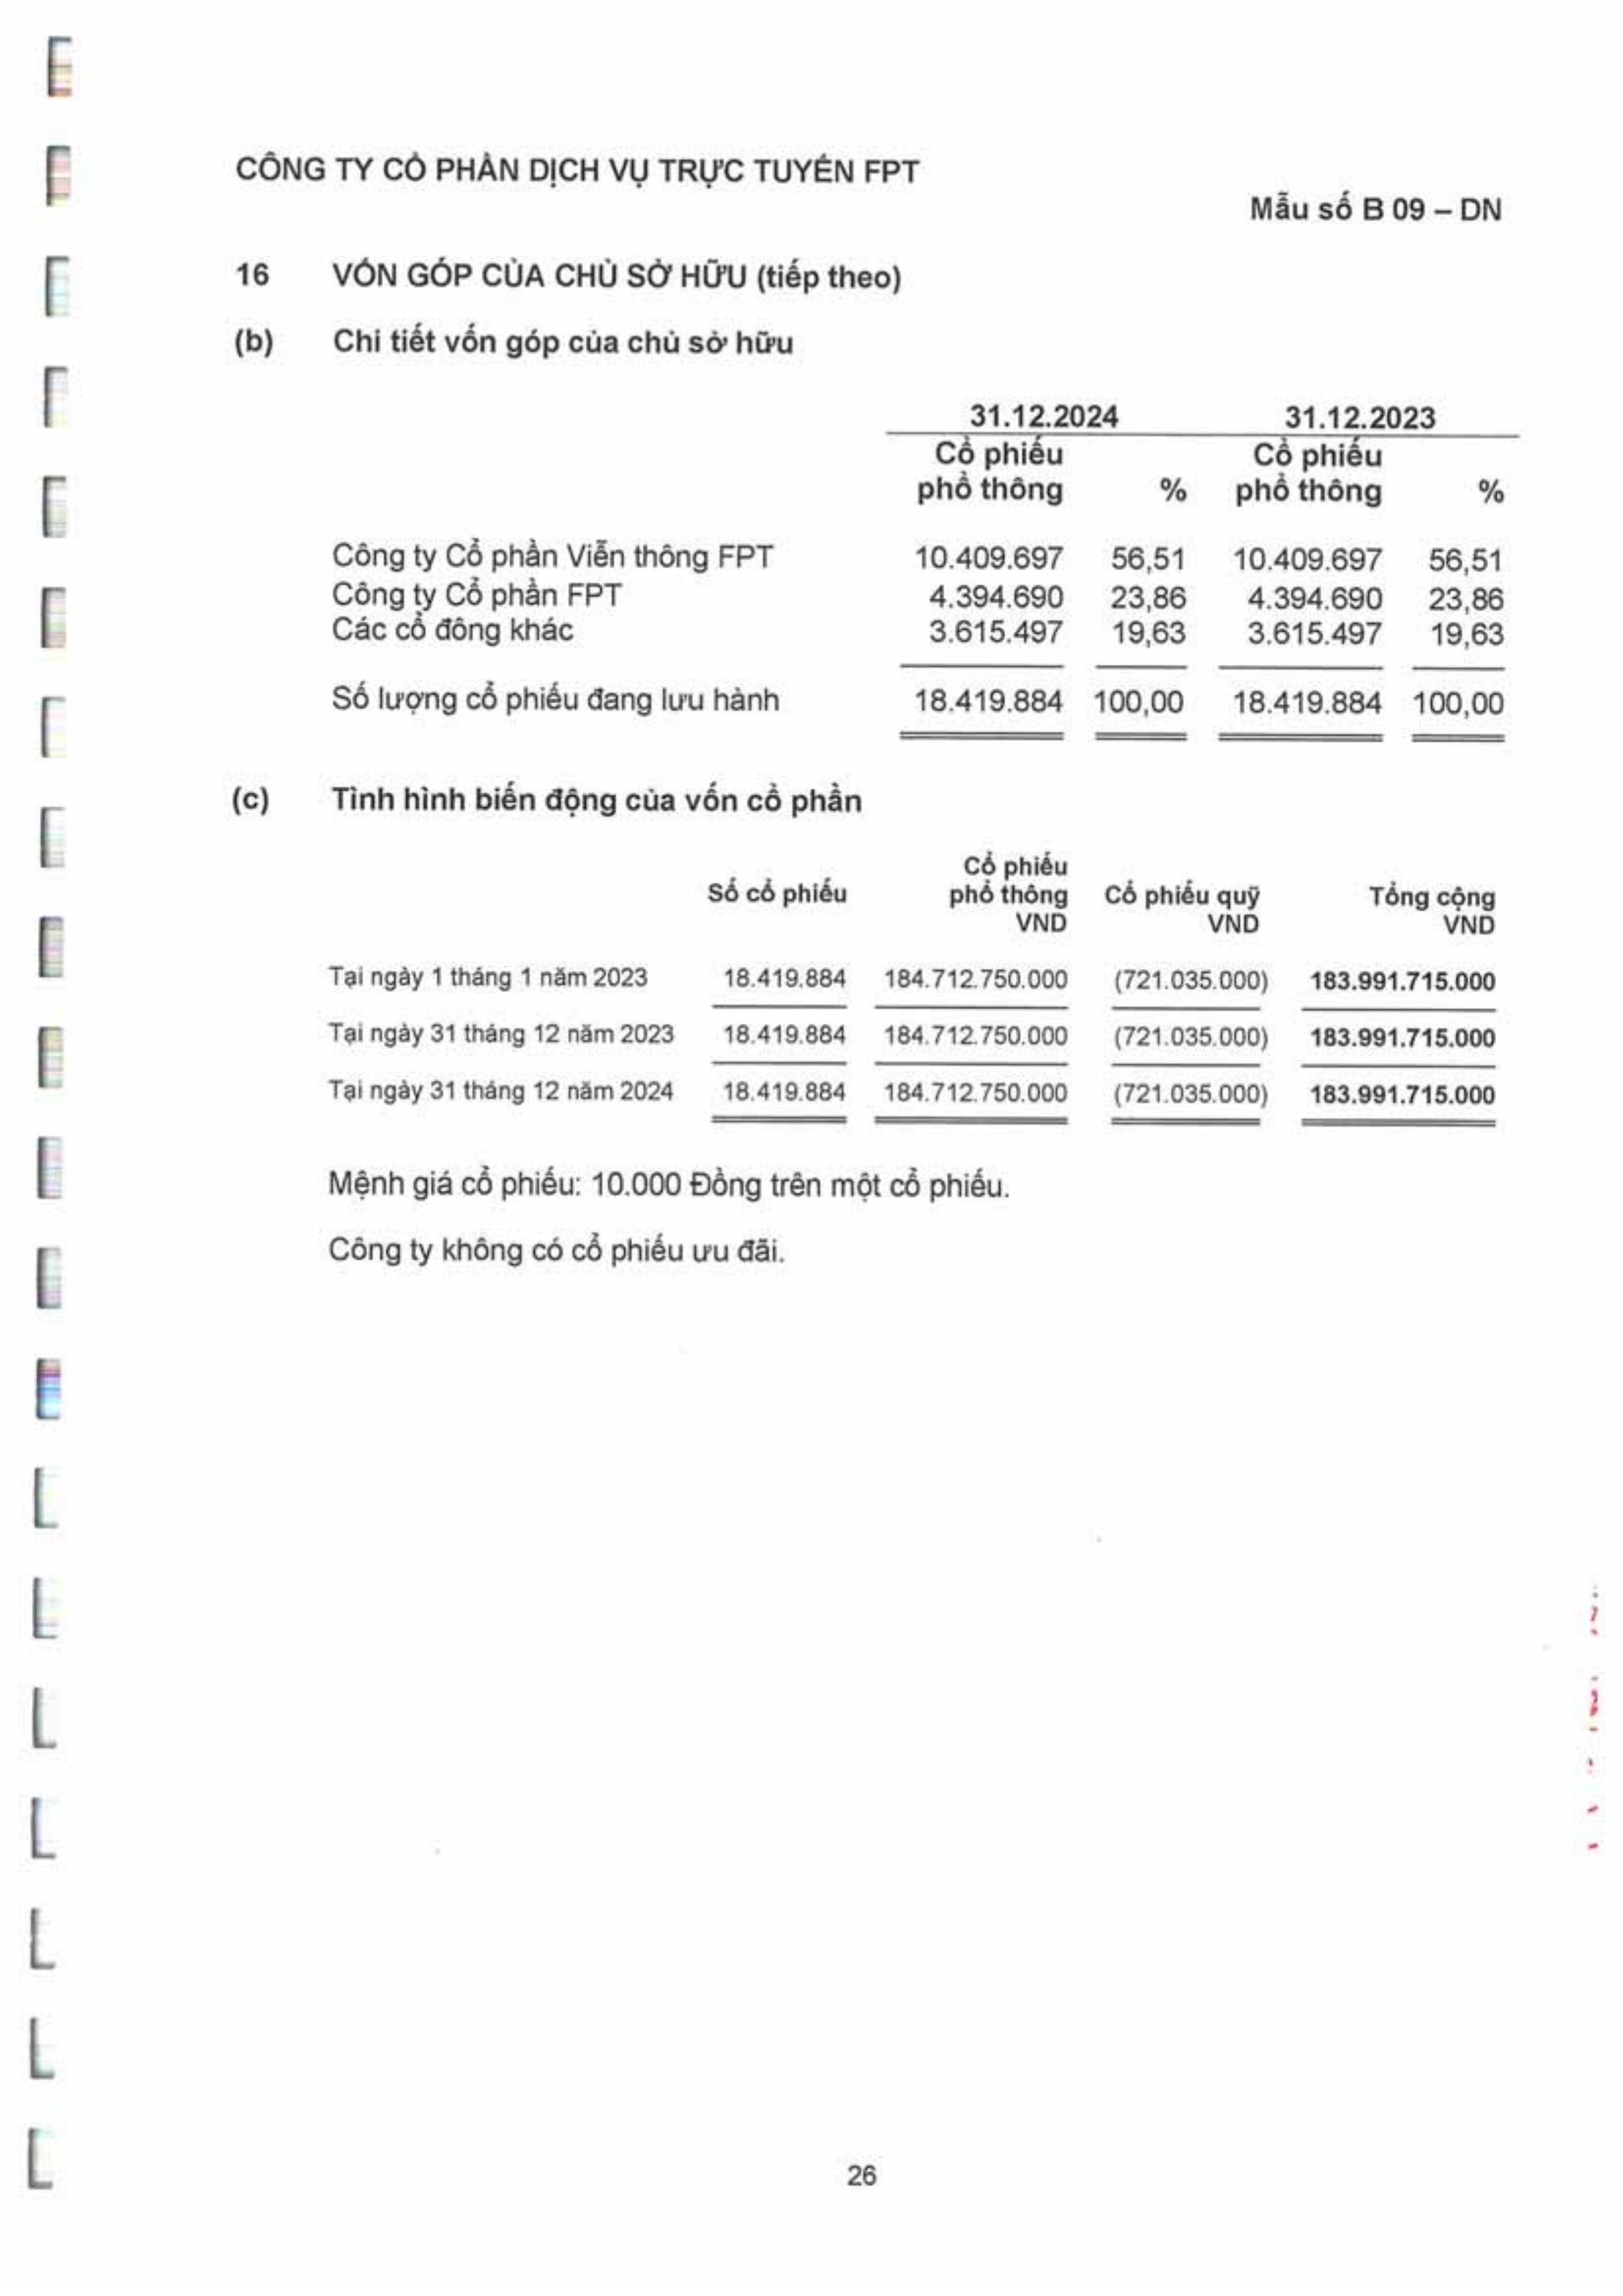 CÔNG TY CỔ PHẦN DỊCH VỤ TRỰC TUYẾN FPT
Mẫu số B 09 – DN
16 VỐN GÓP CỦA CHỦ SỞ HỮU (tiếp theo)
(b) Chi tiết vốn góp của chủ sở hữu
31.12.2024 31.12.2023
Cổ phiếu Cổ phiếu
phổ thông % phổ thông %
Công ty Cổ phần Viễn thông FPT 10.409.697 56,51 10.409.697 56,51
Công ty Cổ phần FPT 4.394.690 23,86 4.394.690 23,86
Các cổ đông khác 3.615.497 19,63 3.615.497 19,63
Số lượng cổ phiếu đang lưu hành 18.419.884 100,00 18.419.884 100,00
(c) Tình hình biến động của vốn cổ phần
Cổ phiếu
Số cổ phiếu phổ thông Cổ phiếu quỹ Tổng cộng
VND VND VND
Tại ngày 1 tháng 1 năm 2023 18.419.884 184.712.750.000 (721.035.000) 183.991.715.000
Tại ngày 31 tháng 12 năm 2023 18.419.884 184.712.750.000 (721.035.000) 183.991.715.000
Tại ngày 31 tháng 12 năm 2024 18.419.884 184.712.750.000 (721.035.000) 183.991.715.000
Mệnh giá cổ phiếu: 10.000 Đồng trên một cổ phiếu.
Công ty không có cổ phiếu ưu đãi.
26